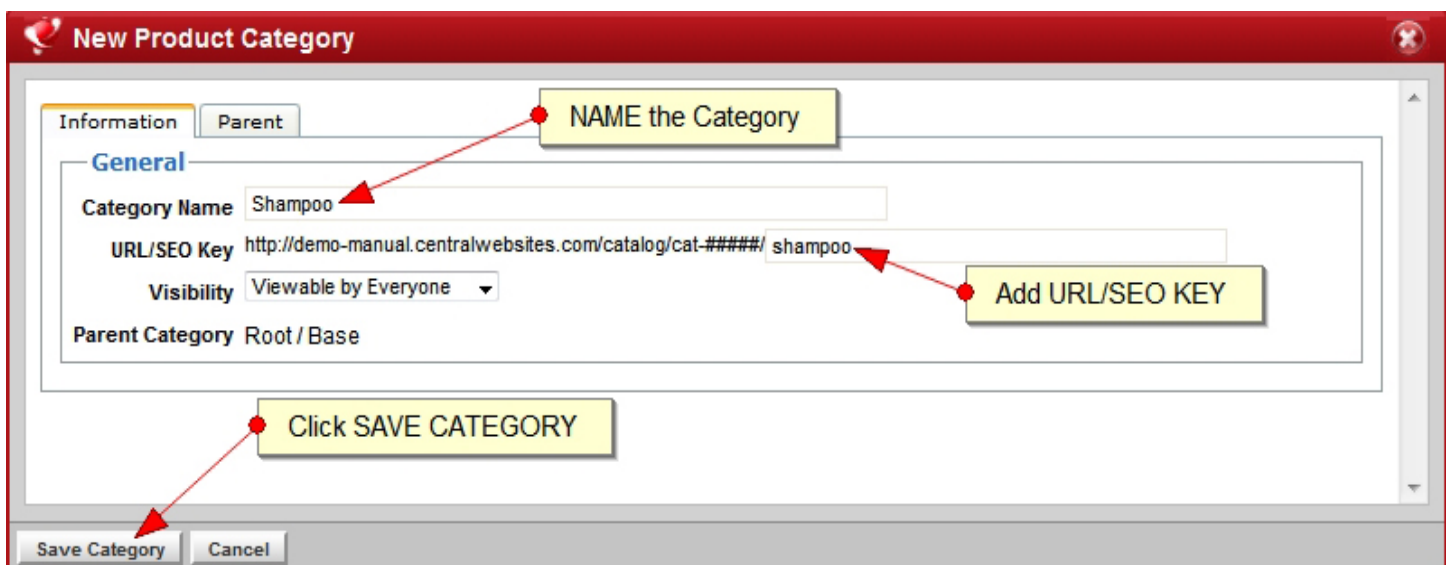 New Product Category
Information Parent
NAME the Category
General
Category Name Shampoo
URL/SEO Key http://demo-manual.centralwebsites.com/catalog/cat-#####/ shampoo
Visibility Viewable by Everyone
Add URL/SEO KEY
Parent Category Root / Base
Click SAVE CATEGORY
Save Category Cancel